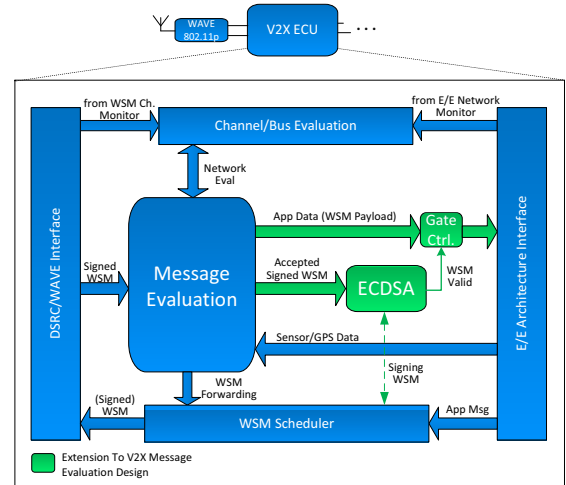 WAVE
802.11p
V2X ECU
...
from WSM Ch.
Monitor
Channel/Bus Evaluation
from E/E Network
Monitor
Network
Eval
DSRC/WAVE Interface
Signed
WSM
Message
Evaluation
App Data (WSM Payload)
Gate
Ctrl.
Accepted
Signed WSM
ECDSA
WSM
Valid
E/E Architecture Interface
Sensor/GPS Data
Signing
WSM
WSM
Forwarding
(Signed)
WSM
WSM Scheduler
App Msg
Extension To V2X Message
Evaluation Design